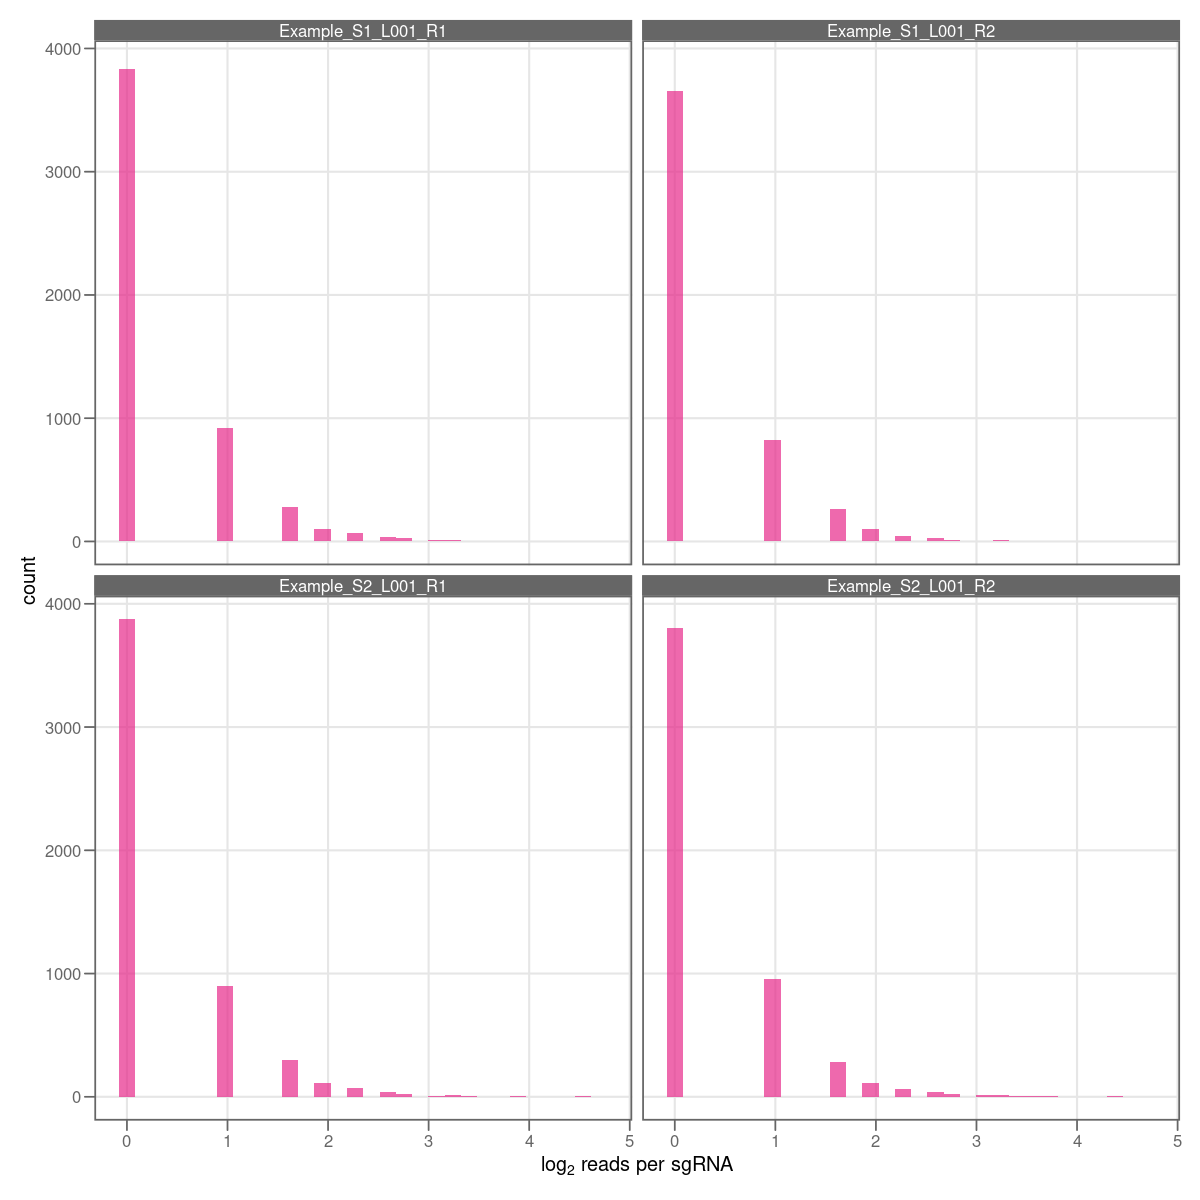 Example_S1_L001_R1
Example_S1_L001_R2
4000
3000
2000
1000
0
count
Example_S2_L001_R1
Example_S2_L001_R2
4000
3000
2000
1000
0
0 1 2 3 4 5
0 1 2 3 4 5
log₂ reads per sgRNA